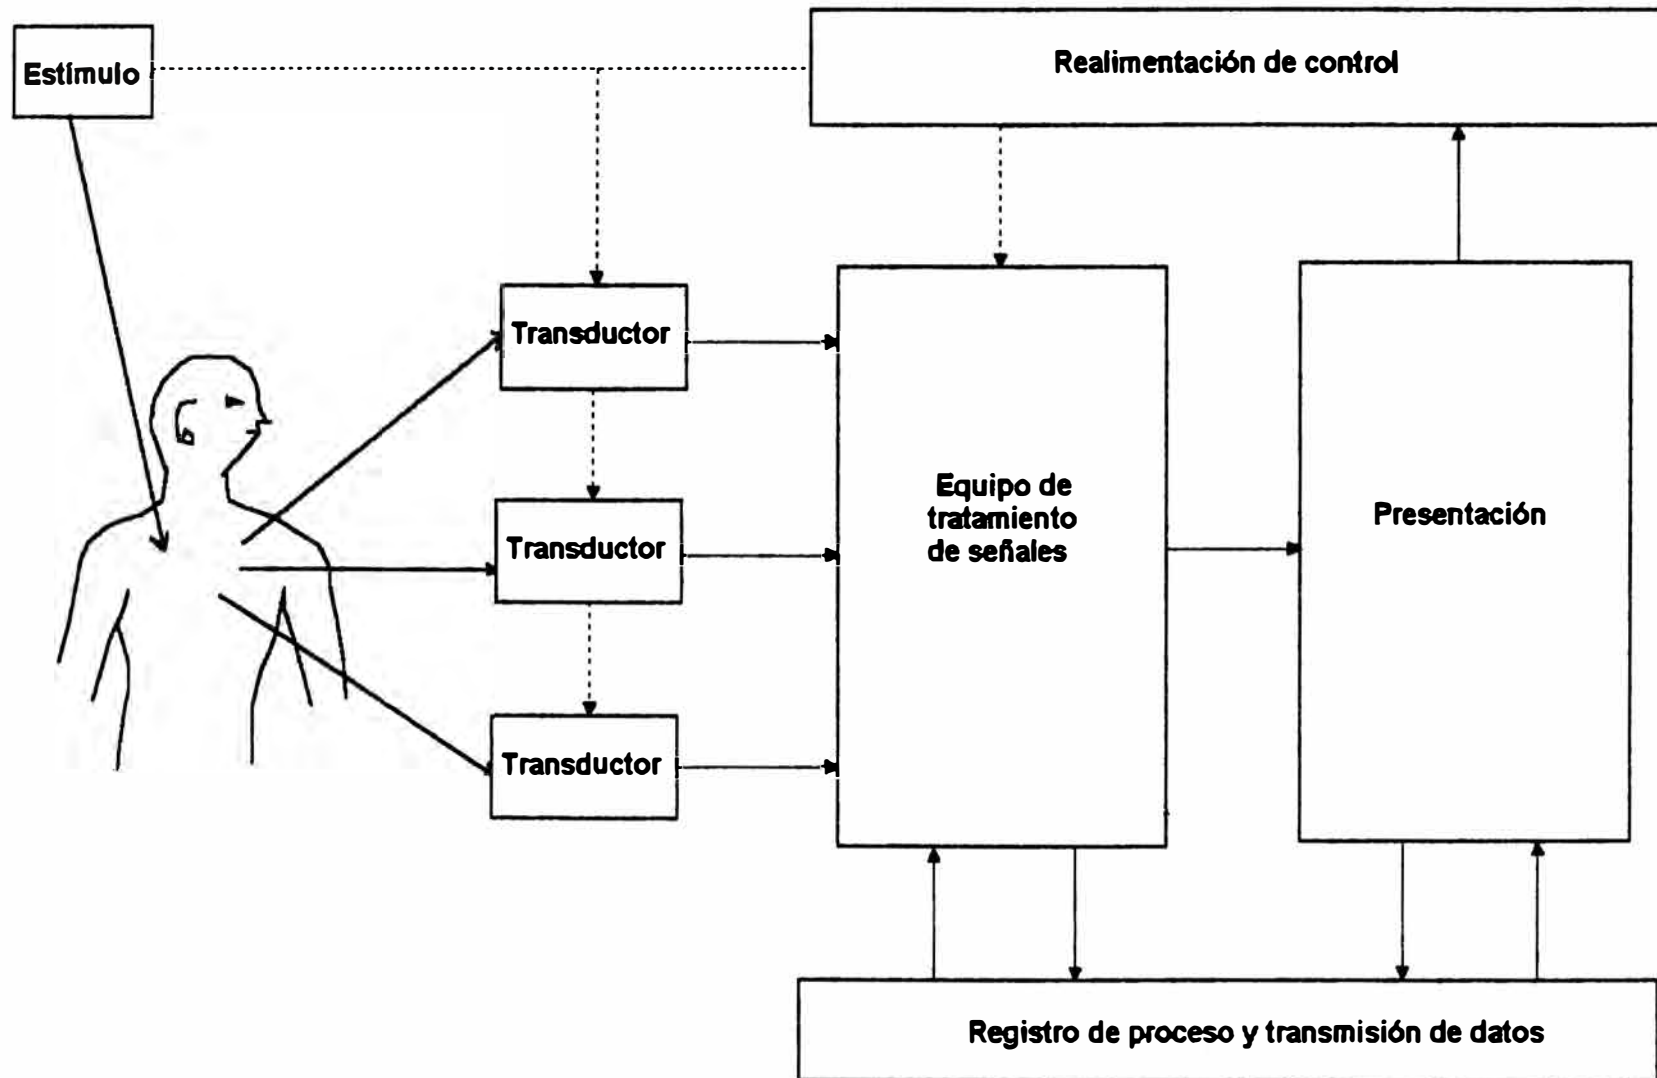 Estímulo
Realimentación de control
Transductor
Transductor
Transductor
Equipo de
tratamiento
de señales
Presentación
Registro de proceso y transmisión de datos